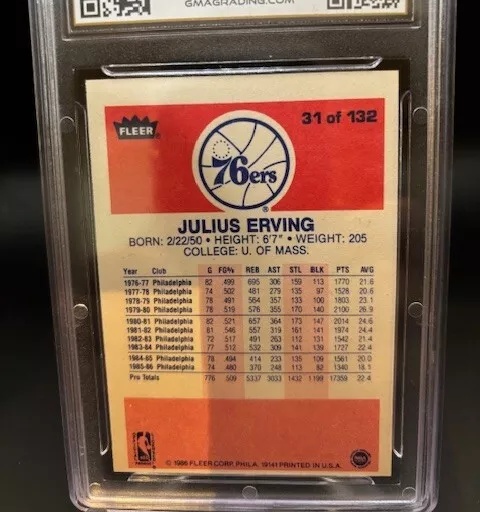 GMAGRADING.COM
FLEER
31 of 132
76ers
®
JULIUS ERVING
BORN: 2/22/50 • HEIGHT: 6'7" • WEIGHT: 205
COLLEGE: U. OF MASS.
Year Club G FG% REB AST STL BLK PTS AVG
1976-77 Philadelphia 82 499 695 306 159 113 1770 21.6
1977-78 Philadelphia 74 502 481 279 135 97 1528 20.6
1978-79 Philadelphia 78 491 564 357 133 100 1803 23.1
1979-80 Philadelphia 78 519 576 355 170 140 2100 26.9
1980-81 Philadelphia 82 521 657 364 173 147 2014 24.6
1981-82 Philadelphia 81 546 557 319 161 141 1974 24.4
1982-83 Philadelphia 72 517 491 263 112 131 1542 21.4
1983-84 Philadelphia 77 512 532 309 141 139 1727 22.4
1984-85 Philadelphia 78 494 414 233 135 109 1561 20.0
1985-86 Philadelphia 74 480 370 248 113 82 1340 18.1
Pro Totals 776 509 5337 3033 1432 1199 17359 22.4
© 1986 FLEER CORP., PHILA. 19141 PRINTED IN U.S.A.